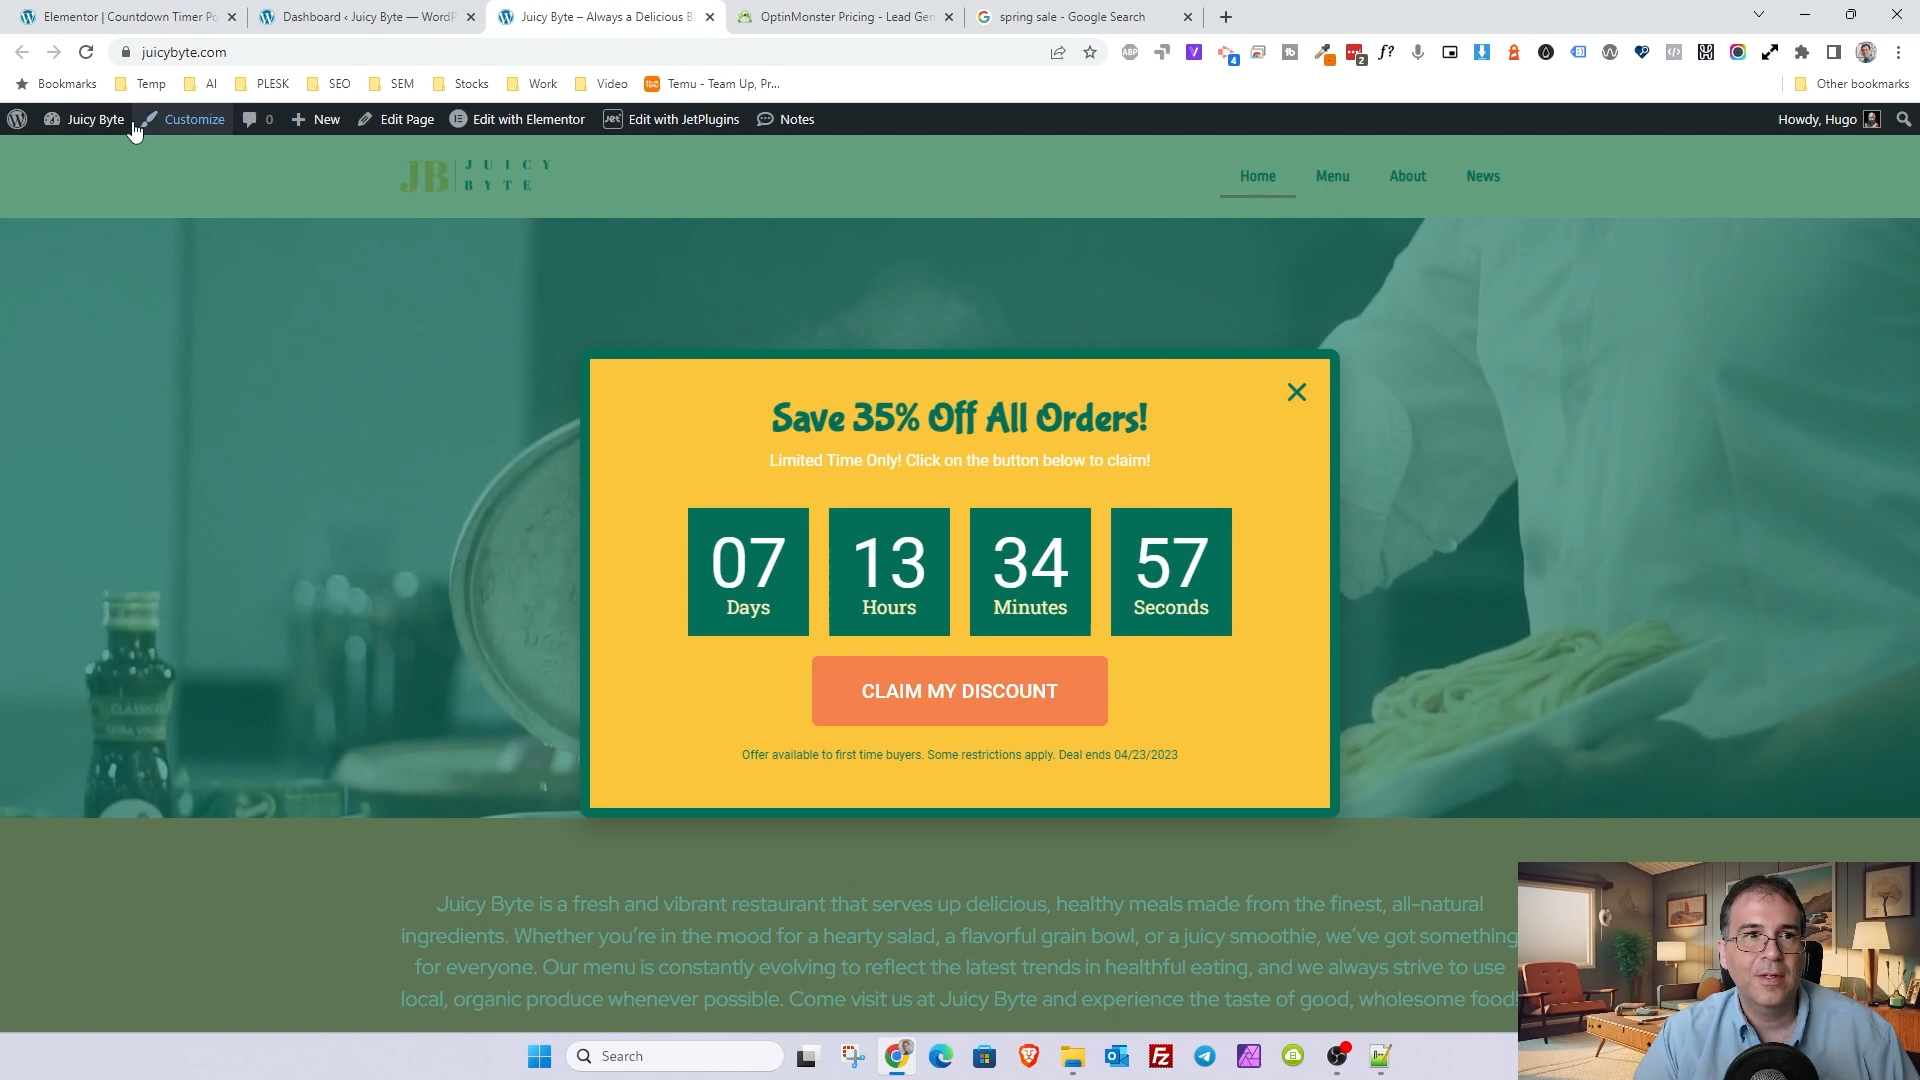 Elementor | Countdown Timer Po
Dashboard ‹ Juicy Byte — WordP
Juicy Byte – Always a Delicious B
OptinMonster Pricing - Lead Gen
spring sale - Google Search
juicybyte.com
Bookmarks
Temp
AI
PLESK
SEO
SEM
Stocks
Work
Video
Temu - Team Up, Pr...
Other bookmarks
Juicy Byte
Customize
0
New
Edit Page
Edit with Elementor
Edit with JetPlugins
Notes
Howdy, Hugo
JB
JUICY
BYTE
Home
Menu
About
News
Save 35% Off All Orders!
Limited Time Only! Click on the button below to claim!
07
13
34
57
Days
Hours
Minutes
Seconds
CLAIM MY DISCOUNT
Offer available to first time buyers. Some restrictions apply. Deal ends 04/23/2023
Juicy Byte is a fresh and vibrant restaurant that serves up delicious, healthy meals made from the finest, all-natural
ingredients. Whether you're in the mood for a hearty salad, a flavorful grain bowl, or a juicy smoothie, we've got something
for everyone. Our menu is constantly evolving to reflect the latest trends in healthful eating, and we always strive to use
local, organic produce whenever possible. Come visit us at Juicy Byte and experience the taste of good, wholesome food!
Search